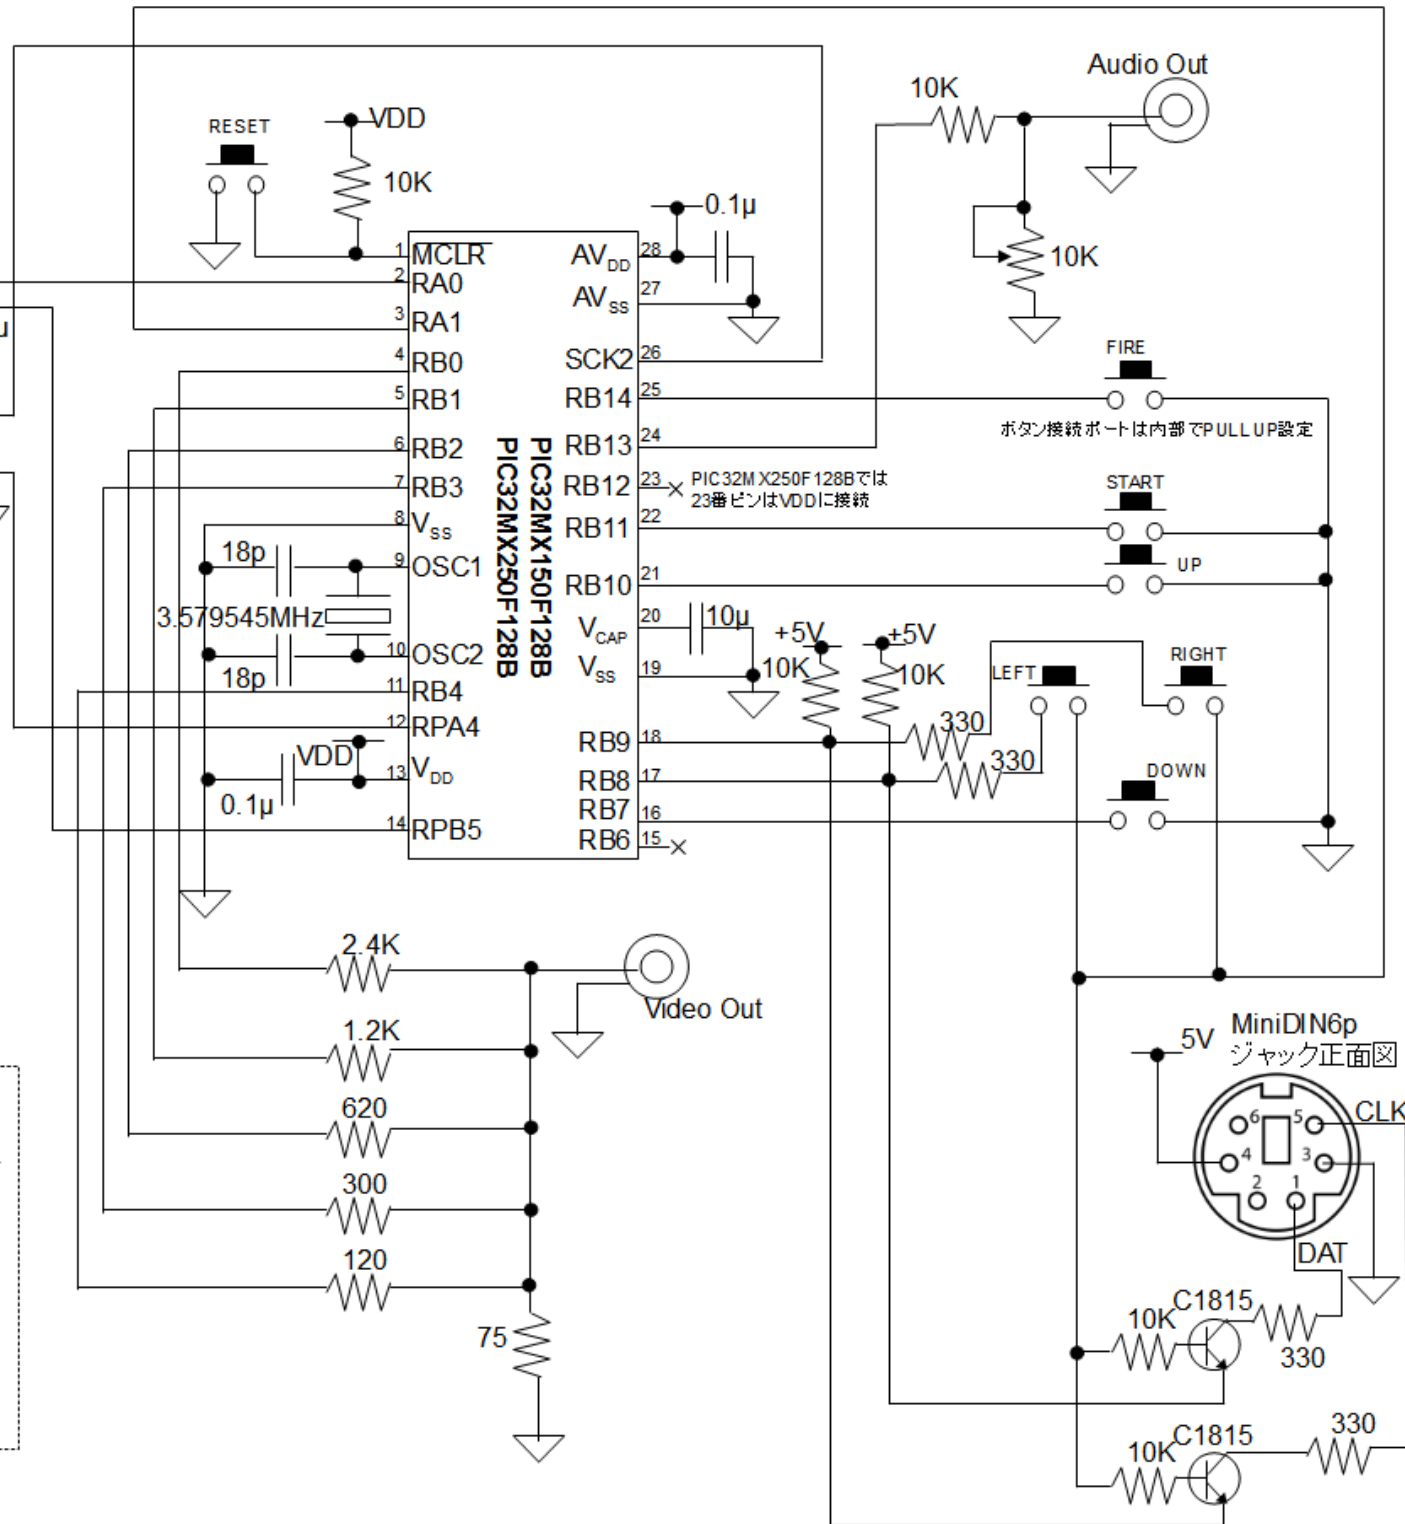 Audio Out
10K
VDD
RESET
10K
0.1µ
10K
1 MCLR
2 RA0
3 RA1
4 RB0
5 RB1
6 RB2
7 RB3
8 VSS
9 OSC1
10 OSC2
11 RB4
12 RPA4
13 VDD
14 RPB5
PIC32MX150F128B
PIC32MX250F128B
AVDD 28
AVSS 27
SCK2 26
RB14 25
RB13 24
RB12 23
RB11 22
RB10 21
VCAP 20
VSS 19
RB9 18
RB8 17
RB7 16
RB6 15
µ
FIRE
ボタン接続ポートは内部でPULLUP設定
PIC32MX250F128Bでは
23番ピンはVDDに接続
START
UP
18p
3.579545MHz
18p
10µ
+5V
+5V
10K
10K
LEFT
RIGHT
330
330
VDD
0.1µ
DOWN
2.4K
Video Out
1.2K
620
300
120
75
MiniDIN6p
ジャック正面図
5V
CLK
6
5
4
3
2
1
DAT
C1815
10K
330
C1815
10K
330